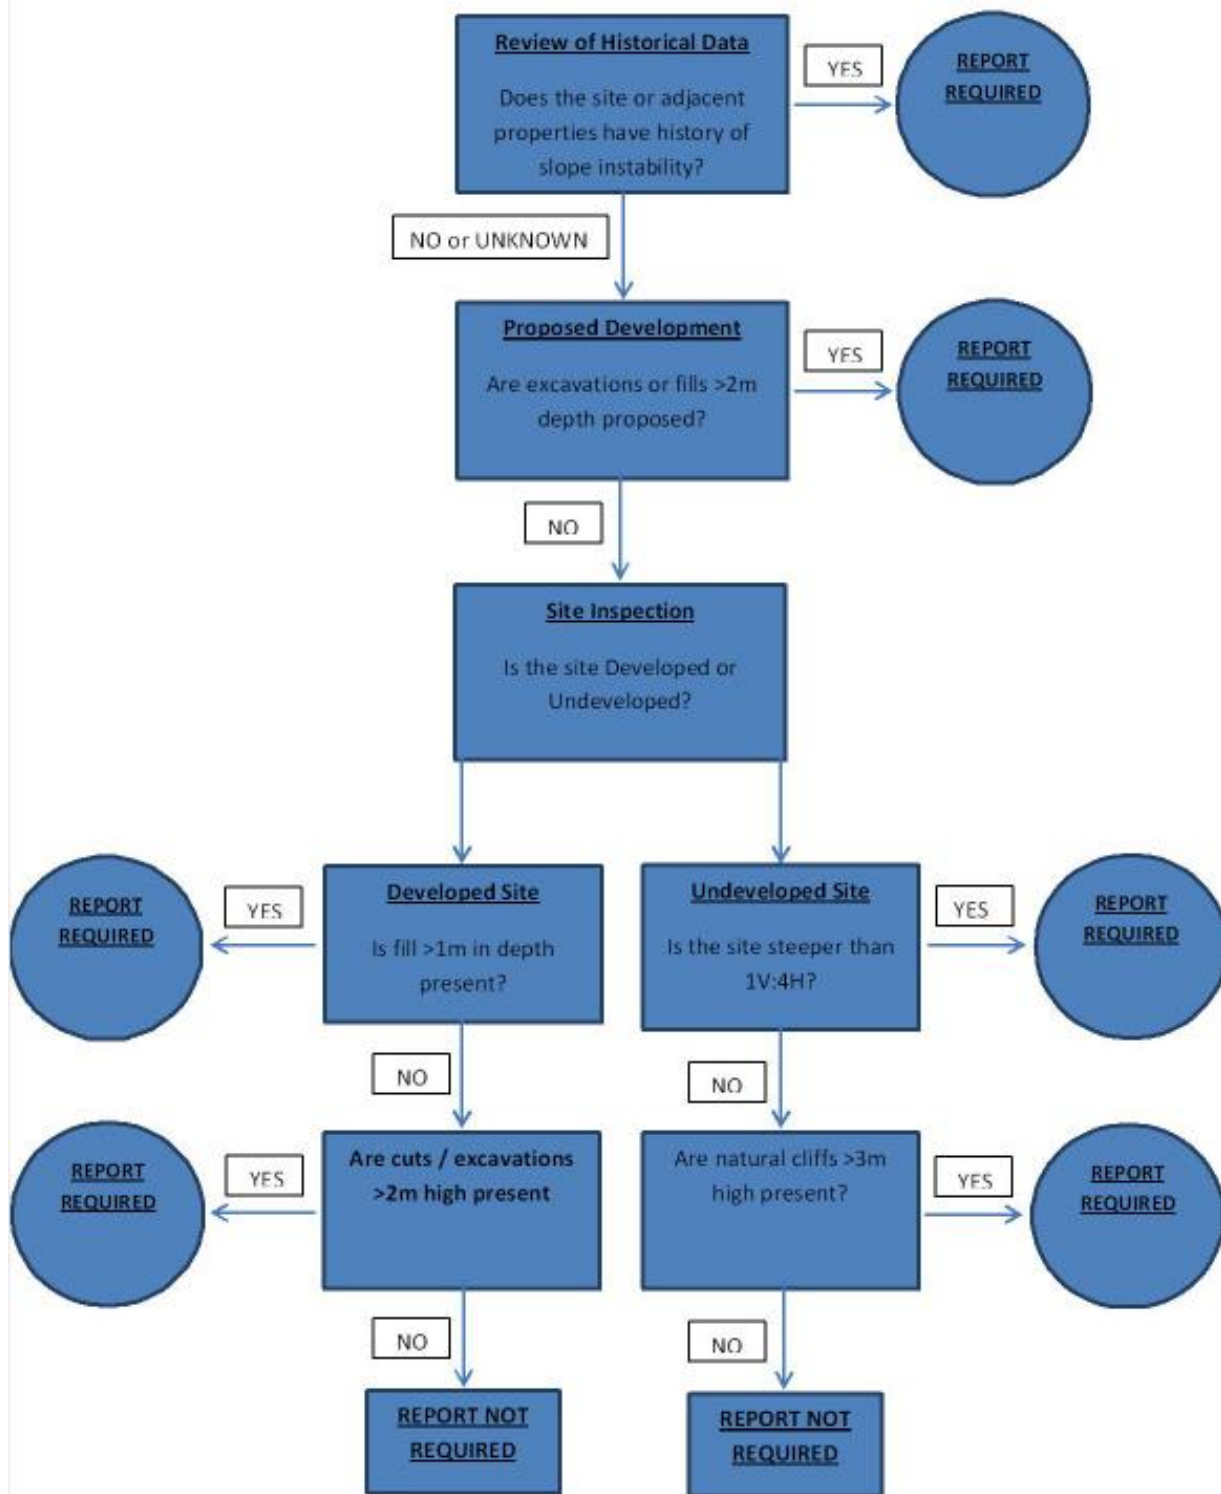 Review of Historical Data
Does the site or adjacent
properties have history of
slope instability?
YES
REPORT
REQUIRED
NO or UNKNOWN
Proposed Development
Are excavations or fills >2m
depth proposed?
YES
REPORT
REQUIRED
NO
Site Inspection
Is the site Developed or
Undeveloped?
REPORT
REQUIRED
YES
Developed Site
Is fill >1m in depth
present?
Undeveloped Site
Is the site steeper than
1V:4H?
YES
REPORT
REQUIRED
NO
NO
REPORT
REQUIRED
YES
Are cuts / excavations
>2m high present
Are natural cliffs >3m
high present?
YES
REPORT
REQUIRED
NO
NO
REPORT NOT
REQUIRED
REPORT NOT
REQUIRED